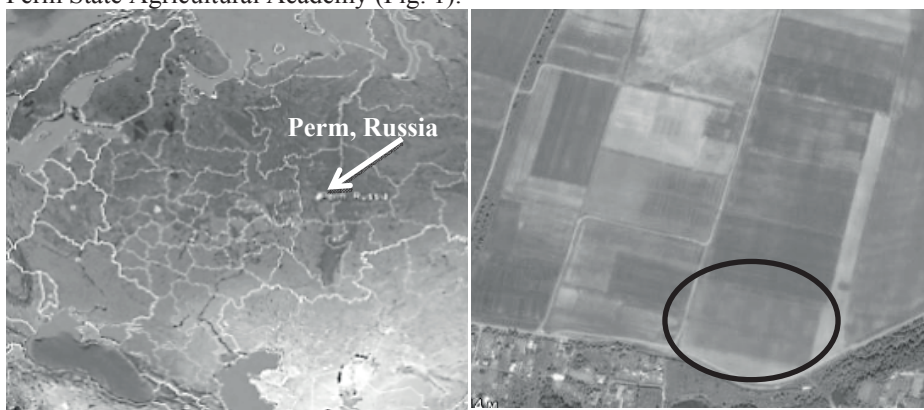 Perm State Agricultural Academy (Fig. 1).
Perm, Russia